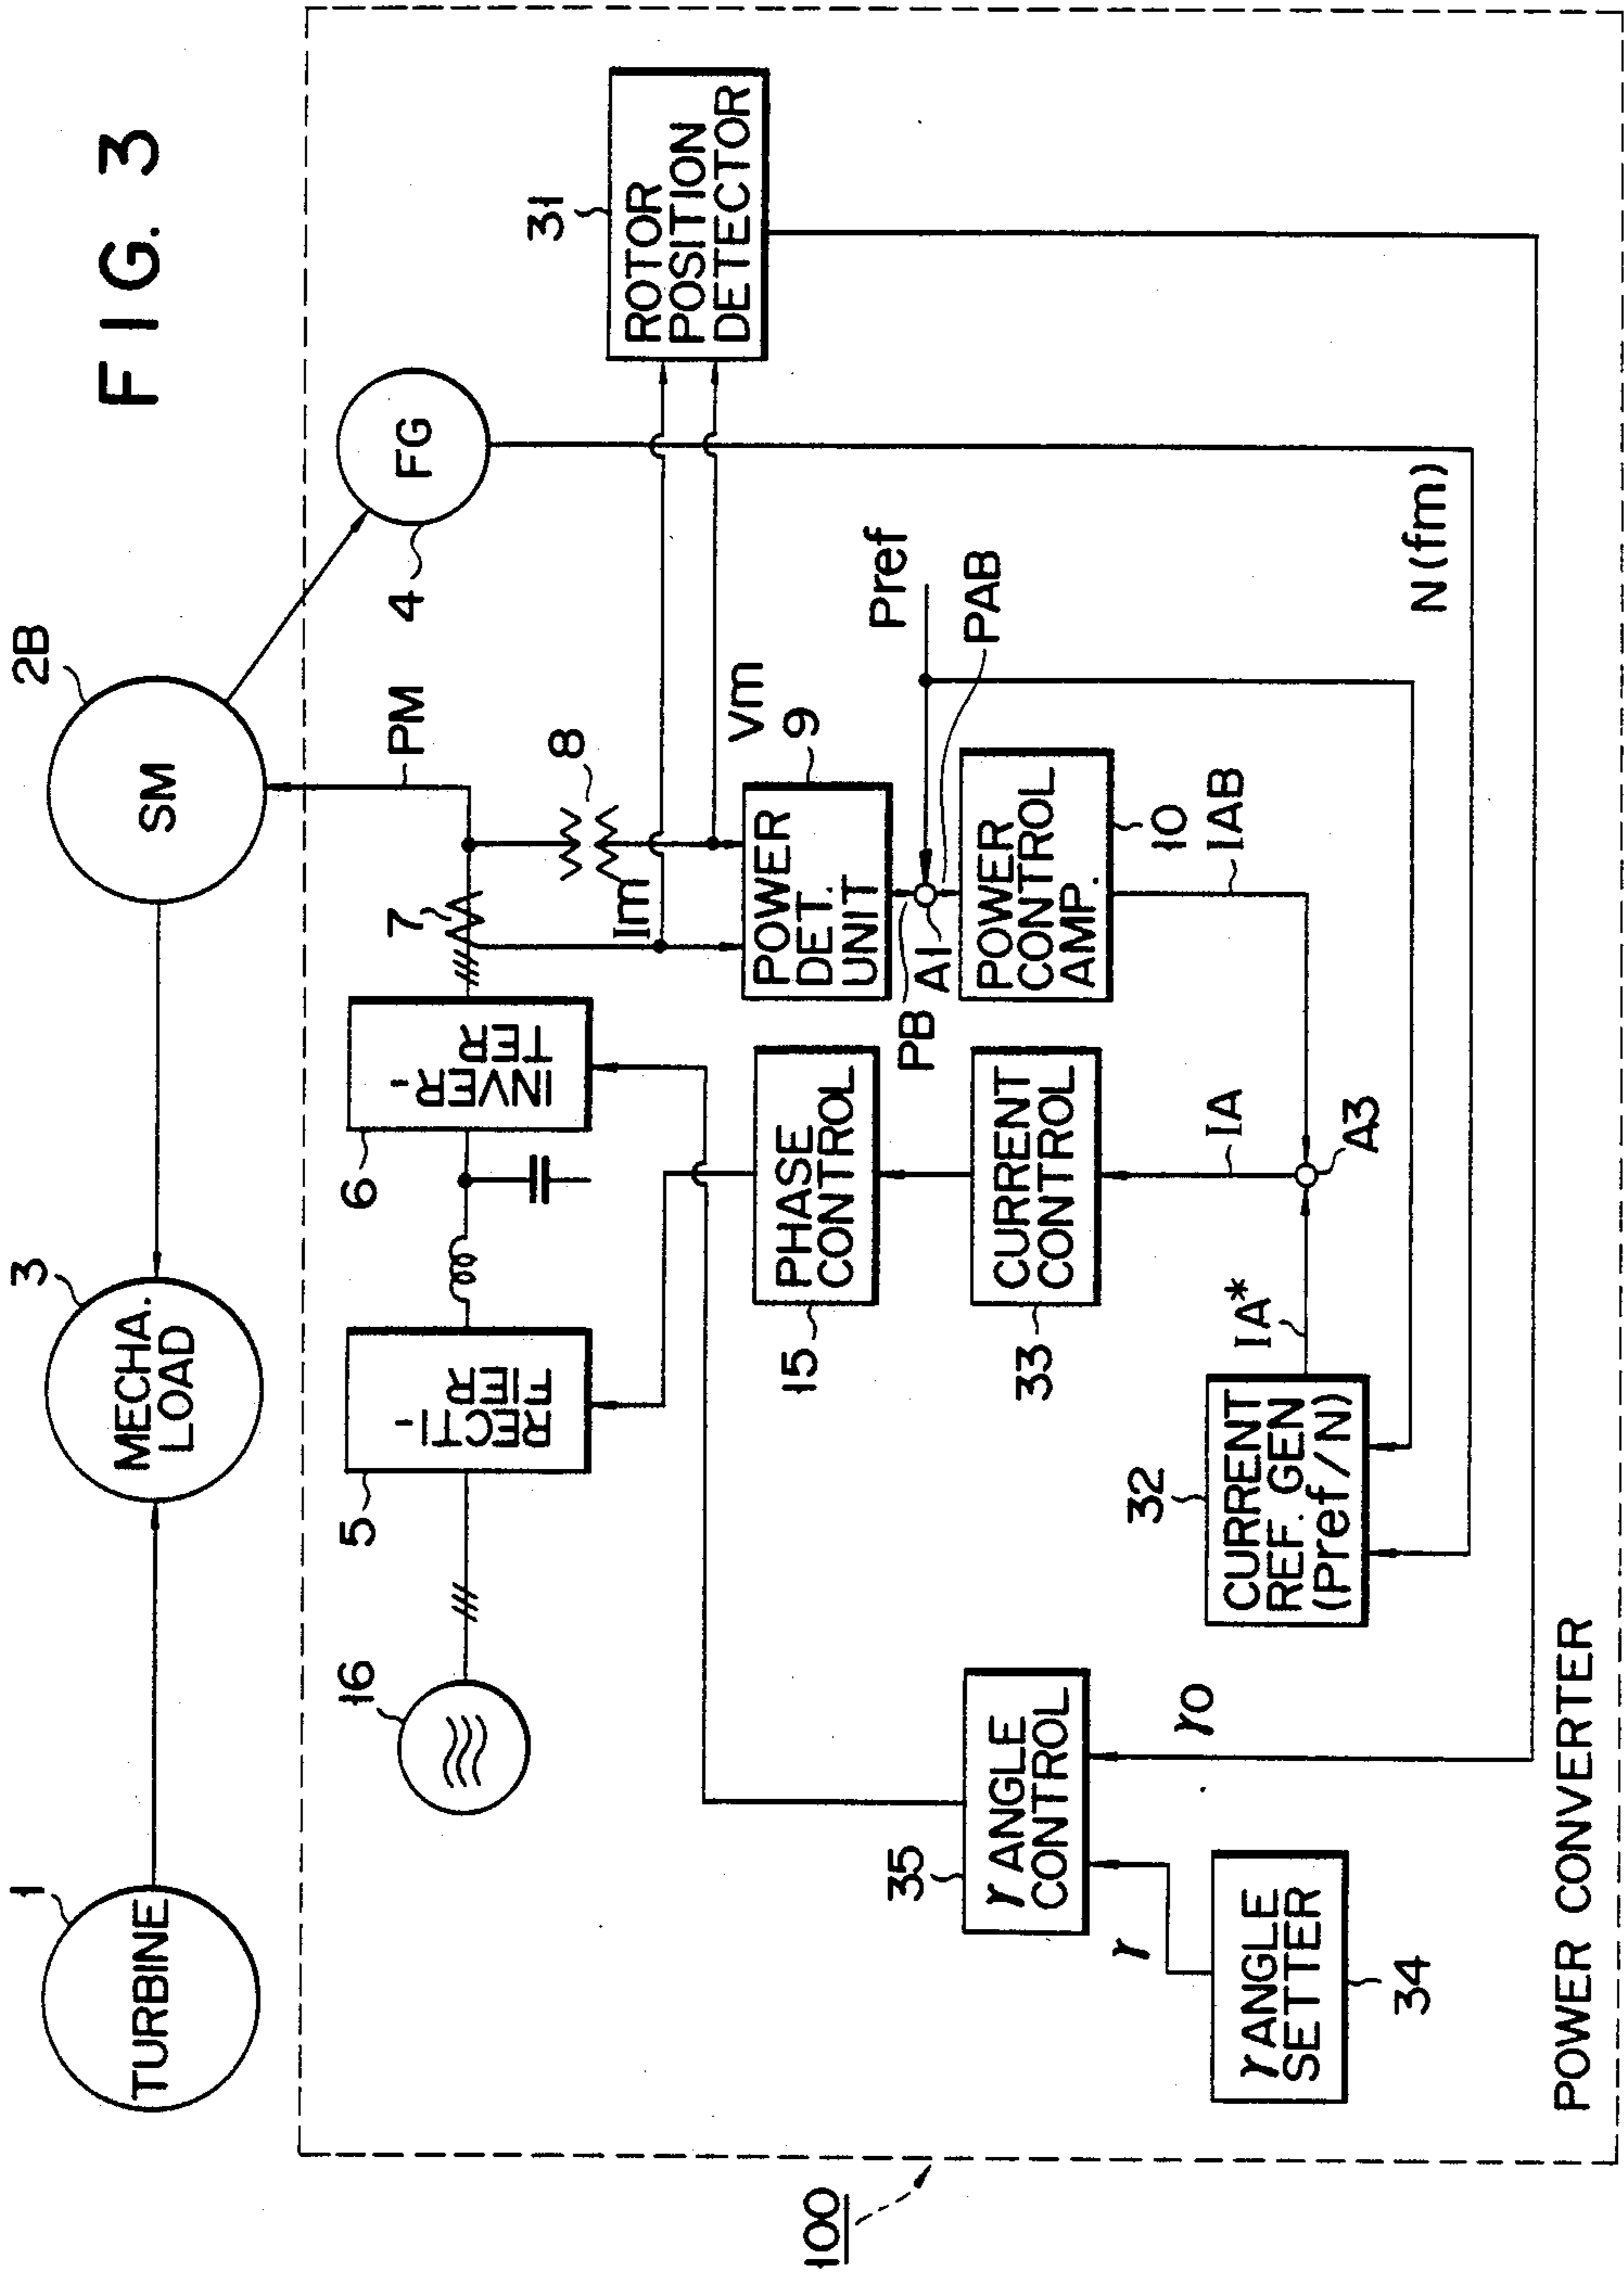 FIG. 3
1
TURBINE
3
MECHA.
LOAD
2B
SM
4
FG
PM
16
5
RECTI-
FIER
6
INVER-
TER
7
8
Im
Vm
31
ROTOR
POSITION
DETECTOR
9
POWER
DET.
UNIT
PB
A1
Pref
PAB
POWER
CONTROL
AMP.
10
IAB
15
PHASE
CONTROL
33
CURRENT
CONTROL
IA
A3
IA*
32
CURRENT
REF. GEN
(Pref/N)
N(fm)
35
γ ANGLE
CONTROL
γ
γO
γ ANGLE
SETTER
34
POWER CONVERTER
100